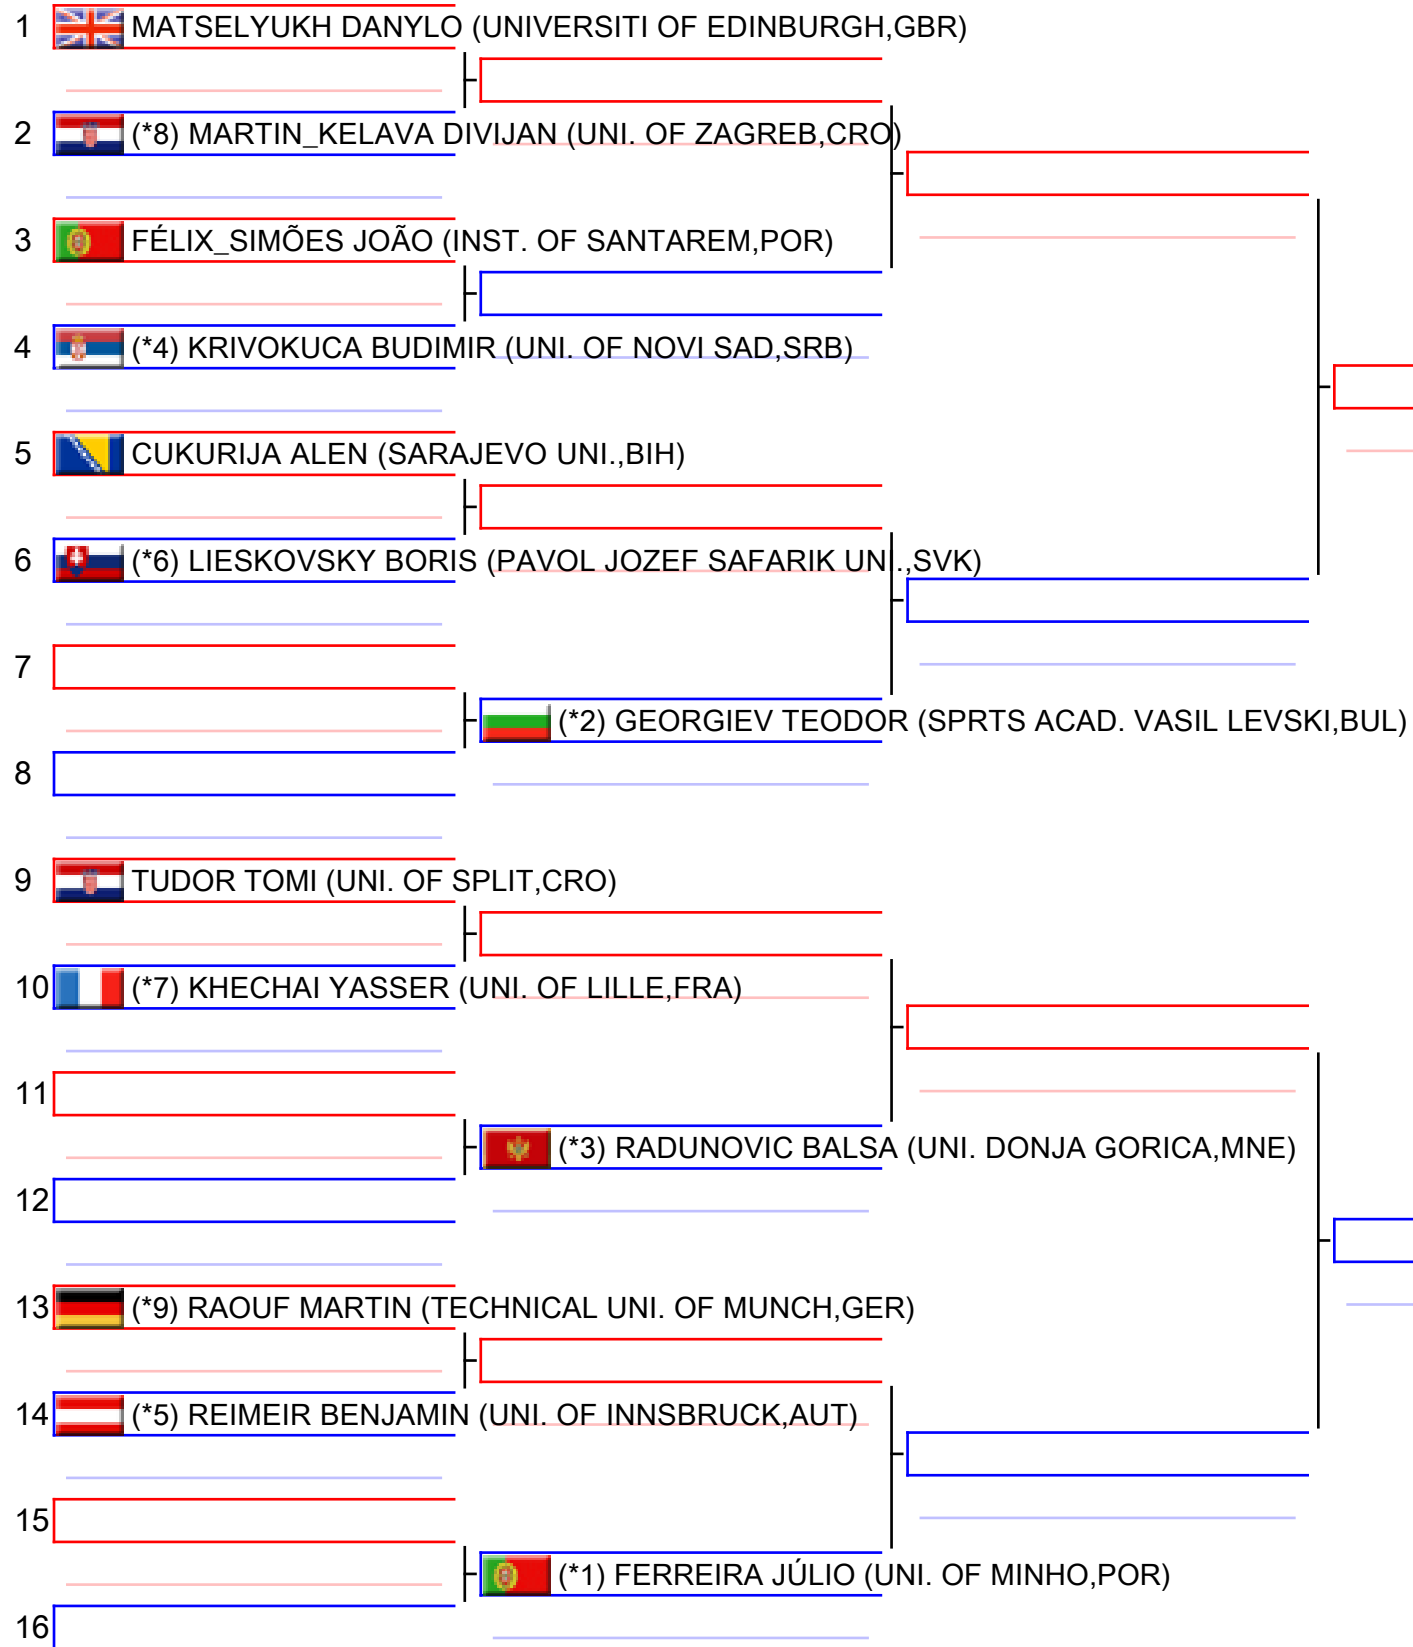 1 MATSELYUKH DANYLO (UNIVERSITI OF EDINBURGH,GBR)
2 (*8) MARTIN_KELAVA DIVIJAN (UNI. OF ZAGREB,CRO)
3 FÉLIX_SIMÕES JOÃO (INST. OF SANTAREM,POR)
4 (*4) KRIVOKUCA BUDIMIR (UNI. OF NOVI SAD,SRB)
5 CUKURIJA ALEN (SARAJEVO UNI.,BIH)
6 (*6) LIESKOVSKY BORIS (PAVOL JOZEF SAFARIK UNI.,SVK)
7
(*2) GEORGIEV TEODOR (SPRTS ACAD. VASIL LEVSKI,BUL)
8
9 TUDOR TOMI (UNI. OF SPLIT,CRO)
10 (*7) KHECHAI YASSER (UNI. OF LILLE,FRA)
11
(*3) RADUNOVIC BALSA (UNI. DONJA GORICA,MNE)
12
13 (*9) RAOUF MARTIN (TECHNICAL UNI. OF MUNCH,GER)
14 (*5) REIMEIR BENJAMIN (UNI. OF INNSBRUCK,AUT)
15
(*1) FERREIRA JÚLIO (UNI. OF MINHO,POR)
16